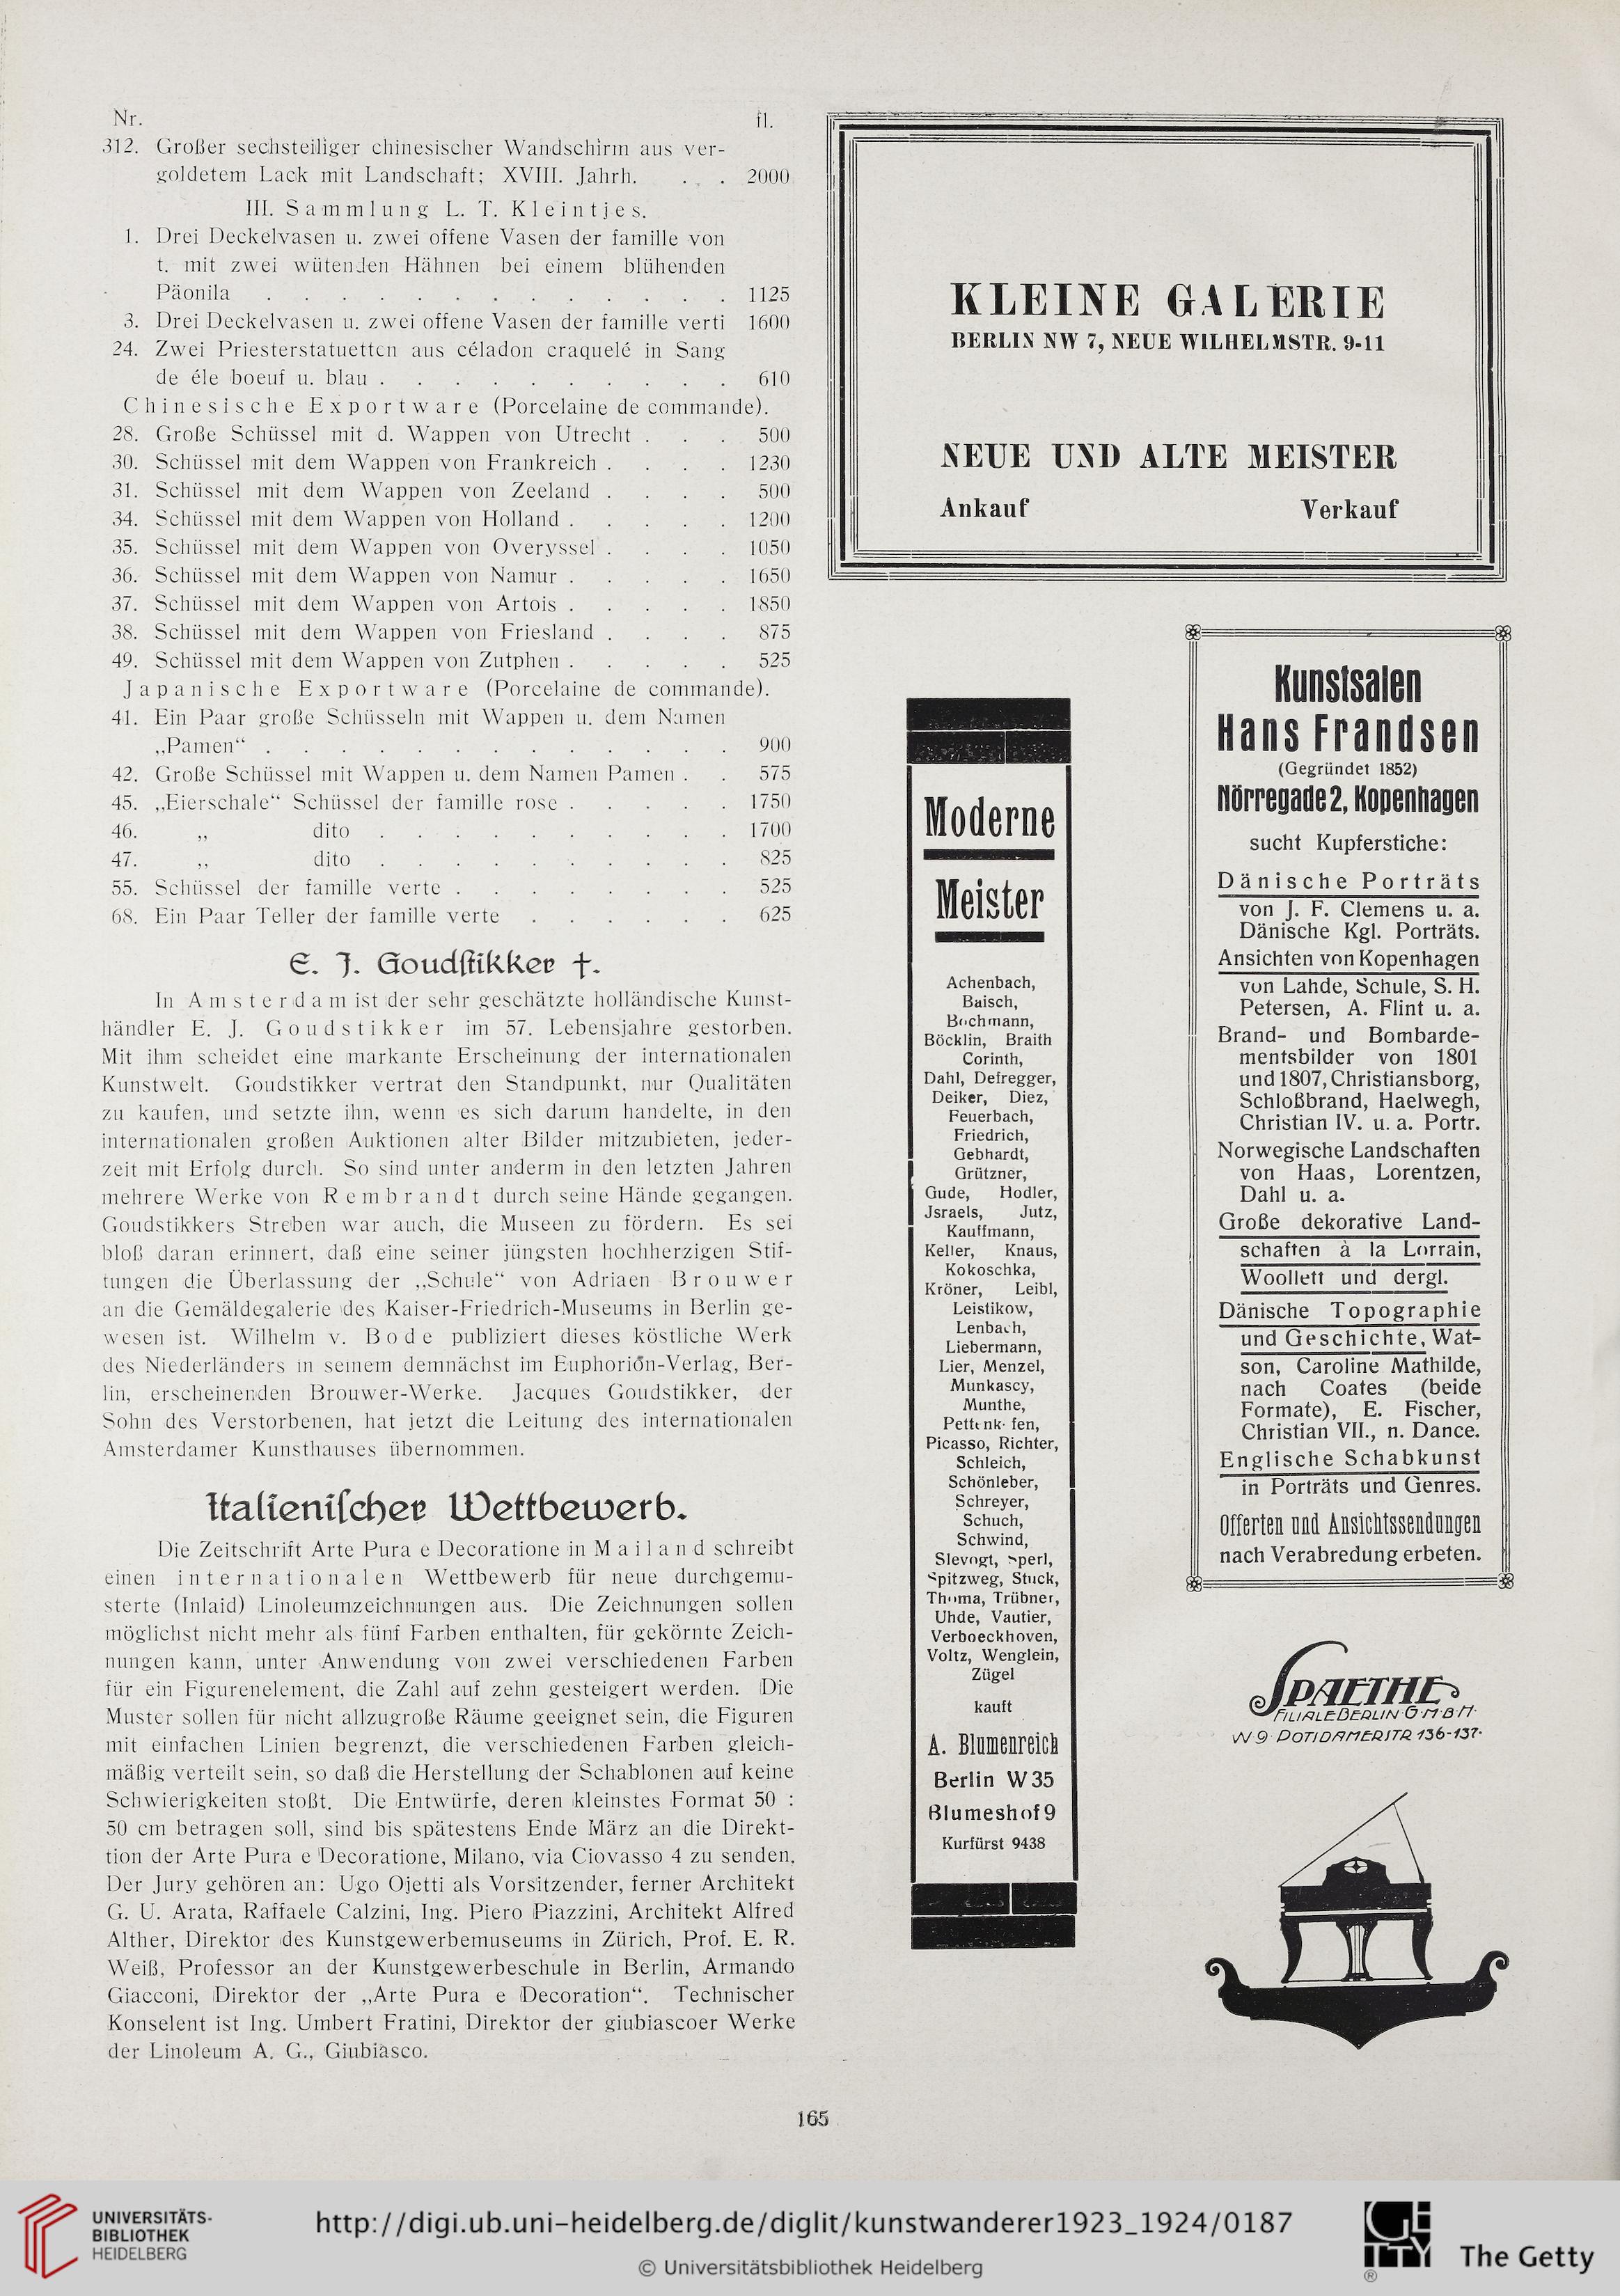 Nr. fl.
312. Großer sechsteiliger chinesischer Wandschirm aus ver-
goldetem Lack mit Landschaft; XVIII. Jahrh. . . 2000
III. Sammlung L. T. Kleintjes.
1. Drei Deckelvasen u. zwei offene Vasen der famille von
t. mit zwei wütenden Hähnen bei einem blühenden
Päonila . . . . . . . . . . . . . 1125
3. Drei Deckelvasen u. zwei offene Vasen der famille verti 1600
24. Zwei Priesterstatuetten aus céladon craquelé in Sang
de éle boeuf u. blau . . . . . . . . . . 610
Chinesische Exportware (Porcelaine de commande).
28. Große Schüssel mit d. Wappen von Utrecht . . . 500
30. Schüssel mit dem Wappen von Frankreich . . . . 1230
31. Schüssel mit dem Wappen von Zeeland . . . . 500
34. Schüssel mit dem Wappen von Holland . . . . . 1200
35. Schüssel mit dem Wappen von Overyssel . . . . 1050
36. Schüssel mit dem Wappen von Namur . . . . . 1650
37. Schüssel mit dem Wappen von Artois . . . . . 1850
38. Schüssel mit dem Wappen von Friesland . . . . 875
49. Schüssel mit dem Wappen von Zutphen . . . . . 525
Japanische Exportware (Porcelaine de commande).
41. Ein Paar große Schüsseln mit Wappen u. dem Namen
„Pamen“ . . . . . . . . . . . . . 900
42. Große Schüssel mit Wappen u. dem Namen Pamen . . 575
45. „Eierschale“ Schüssel der famille rose . . . . . 1750
46. „ dito . . . . . . . . . . 1700
47. „ dito . . . . . . . . . . 825
55. Schüssel der famille verte . . . . . . . . 525
68. Ein Paar Teller der famille verte . . . . . . 625
E. J. Goudstikker †.
In Amsterdam ist der sehr geschätzte holländische Kunst-
händler E. J. Goudstikker im 57. Lebensjahre gestorben.
Mit ihm scheidet eine markante Erscheinung der internationalen
Kunstwelt. Goudstikker vertrat den Standpunkt, nur Qualitäten
zu kaufen, und setzte ihn, wenn es sich darum handelte, in den
internationalen großen Auktionen alter Bilder mitzubieten, jeder-
zeit mit Erfolg durch. So sind unter anderm in den letzten Jahren
mehrere Werke von Rembrandt durch seine Hände gegangen.
Goudstikkers Streben war auch, die Museen zu fördern. Es sei
bloß daran erinnert, daß eine seiner jüngsten hochherzigen Stif-
tungen die Überlassung der „Schule“ von Adriaen Brouwer
an die Gemäldegalerie des Kaiser-Friedrich-Museums in Berlin ge-
wesen ist. Wilhelm v. Bode publiziert dieses köstliche Werk
des Niederländers in seinem demnächst im Euphorion-Verlag, Ber-
lin, erscheinenden Brouwer-Werke. Jacques Goudstikker, der
Sohn des Verstorbenen, hat jetzt die Leitung des internationalen
Amsterdamer Kunsthauses übernommen.
Italienischer Wettbewerb.
Die Zeitschrift Arte Pura e Decoratione in Mailand schreibt
einen internationalen Wettbewerb für neue durchgemu-
sterte (Inlaid) Linoleumzeichnungen aus. Die Zeichnungen sollen
möglichst nicht mehr als fünf Farben enthalten, für gekörnte Zeich-
nungen kann, unter Anwendung von zwei verschiedenen Farben
für ein Figurenelement, die Zahl auf zehn gesteigert werden. Die
Muster sollen für nicht allzugroße Räume geeignet sein, die Figuren
mit einfachen Linien begrenzt, die verschiedenen Farben gleich-
mäßig verteilt sein, so daß die Herstellung der Schablonen auf keine
Schwierigkeiten stoßt. Die Entwürfe, deren kleinstes Format 50 :
50 cm betragen soll, sind bis spätestens Ende März an die Direkt-
tion der Arte Pura e Decoratione, Milano, via Ciovasso 4 zu senden.
Der Jury gehören an: Ugo Ojetti als Vorsitzender, ferner Architekt
G. U. Arata, Raffaele Calzini, Ing. Piero Piazzini, Architekt Alfred
Alther, Direktor des Kunstgewerbemuseums in Zürich, Prof. E. R.
Weiß, Professor an der Kunstgewerbeschule in Berlin, Armando
Giacconi, Direktor der „Arte Pura e Decoration“. Technischer
Konselent ist Ing. Umbert Fratini, Direktor der giubiascoer Werke
der Linoleum A. G., Giubiasco.
KLEINE GALERIE
BERLIN NW 7, NEUE WILHELMSTR. 9-11
NEUE UND ALTE MEISTER
Ankauf Verkauf
Moderne
Meister
Achenbach,
Baisch,
Bochmann,
Böcklin, Braith
Corinth,
Dahl, Defregger,
Deiker, Diez,
Feuerbach,
Friedrich,
Gebhardt,
Grützner,
Gude, Hodler,
Jsraels, Jutz,
Kauffmann,
Keller, Knaus,
Kokoschka,
Kröner, Leibl,
Leistikow,
Lenbach,
Liebermann,
Lier, Menzel,
Munkascy,
Munthe,
Pettenkofen,
Picasso, Richter,
Schleich,
Schönleber,
Schreyer,
Schuch,
Schwind,
Slevogt, Sperl,
Spitzweg, Stuck,
Thoma, Trübner,
Uhde, Vautier,
Verboeckhoven,
Voltz, Wenglein,
Zügel
kauft
A. Blumenreich
Berlin W35
Blumeshof 9
Kurfürst 9438
Kunstsalen
Hans Frandsen
(Gegründet 1852)
Nörregade 2, Kopenhagen
sucht Kupferstiche:
Dänische Porträts
von J. F. Clemens u. a.
Dänische Kgl. Porträts.
Ansichten von Kopenhagen
von Lahde, Schule, S. H.
Petersen, A. Flint u. a.
Brand- und Bombarde-
mentsbilder von 1801
und 1807, Christiansborg,
Schloßbrand, Haelwegh,
Christian IV. u. a. Portr.
Norwegische Landschaften
von Haas, Lorentzen,
Dahl u. a.
Große dekorative Land-
schaften à la Lorrain,
Woollett und dergl.
Dänische Topographie
und Geschichte, Wat-
son, Caroline Mathilde,
nach Coates (beide
Formate), E. Fischer,
Christian VII., n. Dance.
Englische Schabkunst
in Porträts und Genres.
Offerten und Ansichtssendungen
nach Verabredung erbeten.
SPAETHE
FILIALE BERLIN G·M·B·H·
W 9 POTSDAMERSTR 136-137·
165
UNIVERSITÄTS-
BIBLIOTHEK
HEIDELBERG
http://digi.ub.uni-heidelberg.de/diglit/kunstwanderer1923_1924/0187
© Universitätsbibliothek Heidelberg
GETTY
® The Getty